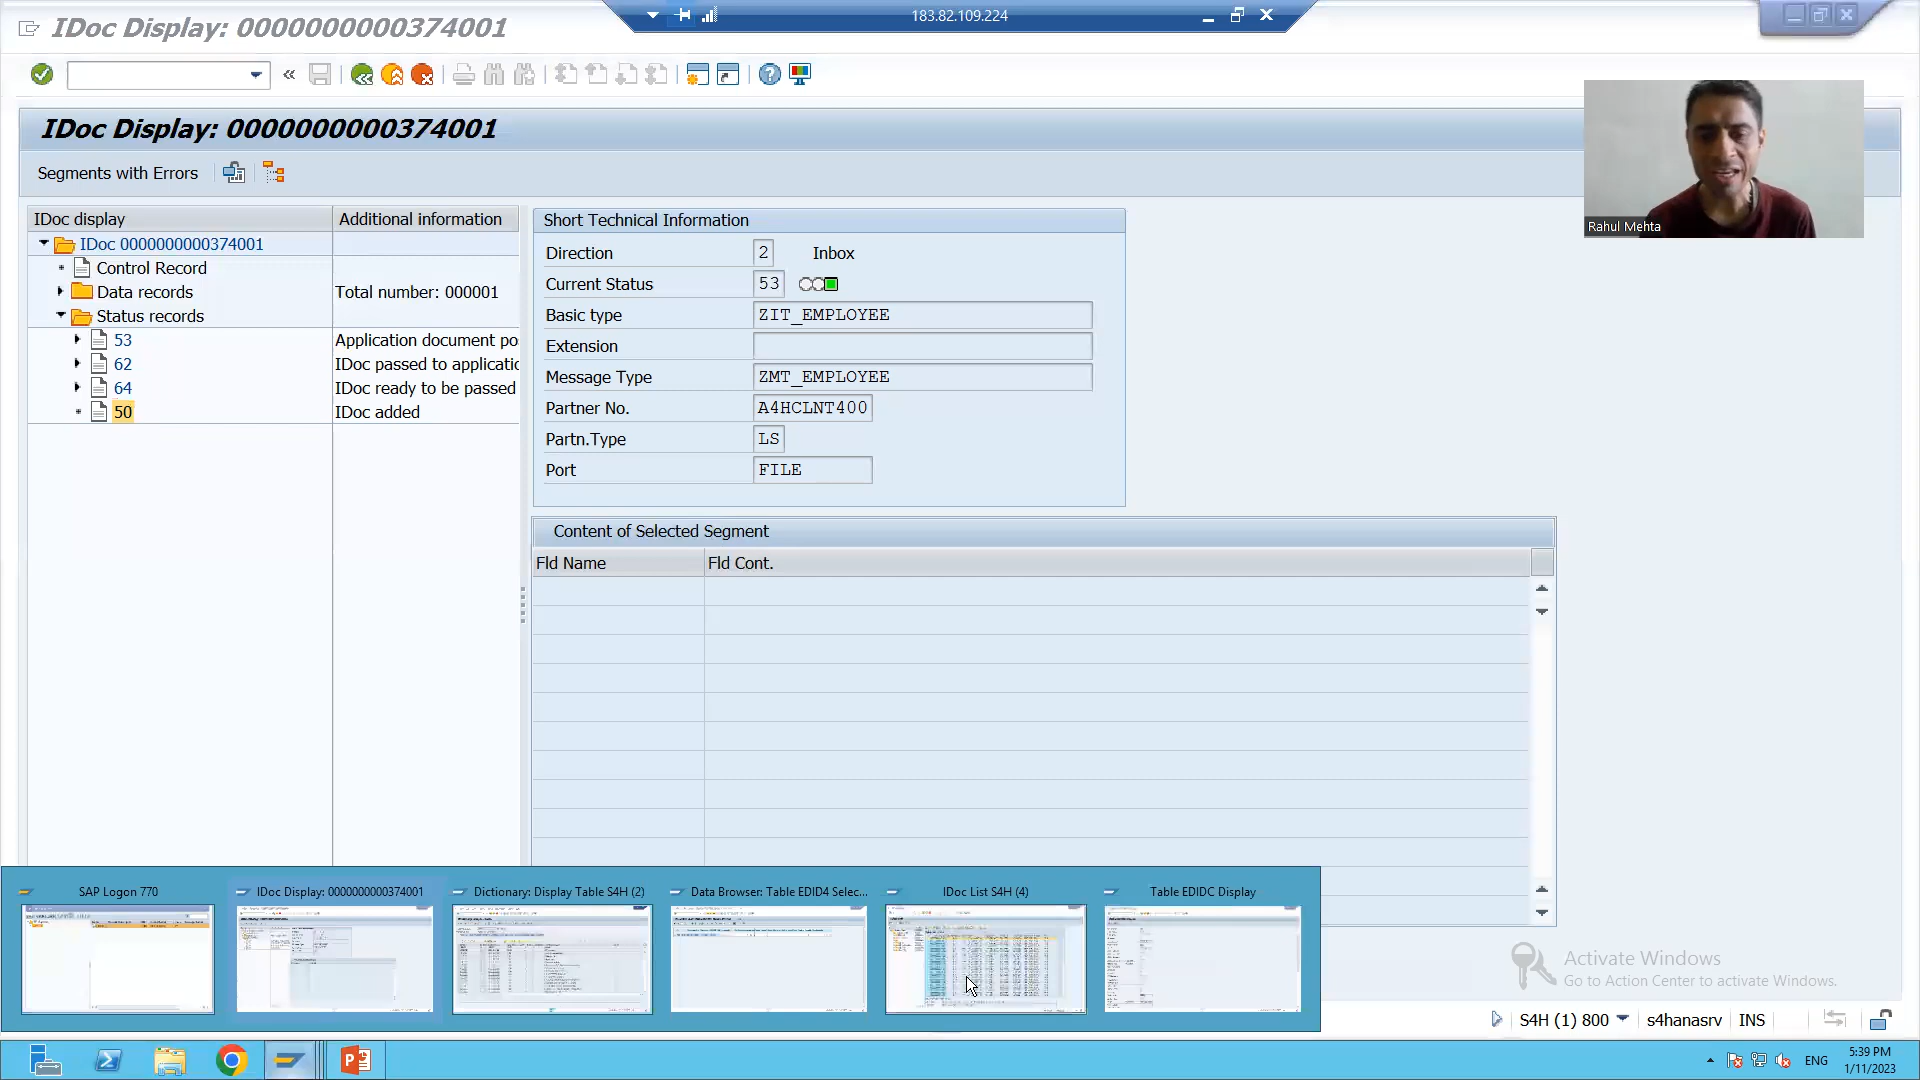 IDoc Display: 0000000000374001
183.82.109.224
IDoc Display: 0000000000374001
Segments with Errors
Rahul Mehta
IDoc display
Additional information
IDoc 0000000000374001
Control Record
Data records
Total number: 000001
Status records
53
Application document po
62
IDoc passed to applicatio
64
IDoc ready to be passed
50
IDoc added
Short Technical Information
Direction
2
Inbox
Current Status
53
Basic type
ZIT_EMPLOYEE
Extension
Message Type
ZMT_EMPLOYEE
Partner No.
A4HCLNT400
Partn.Type
LS
Port
FILE
Content of Selected Segment
Fld Name
Fld Cont.
SAP Logon 770
IDoc Display: 0000000000374001
Dictionary: Display Table S4H (2)
Data Browser: Table EDID4 Selec...
IDoc List S4H (4)
Table EDIDC Display
Activate Windows
Go to Action Center to activate Windows.
S4H (1) 800
s4hanasrv
INS
ENG
5:39 PM
1/11/2023